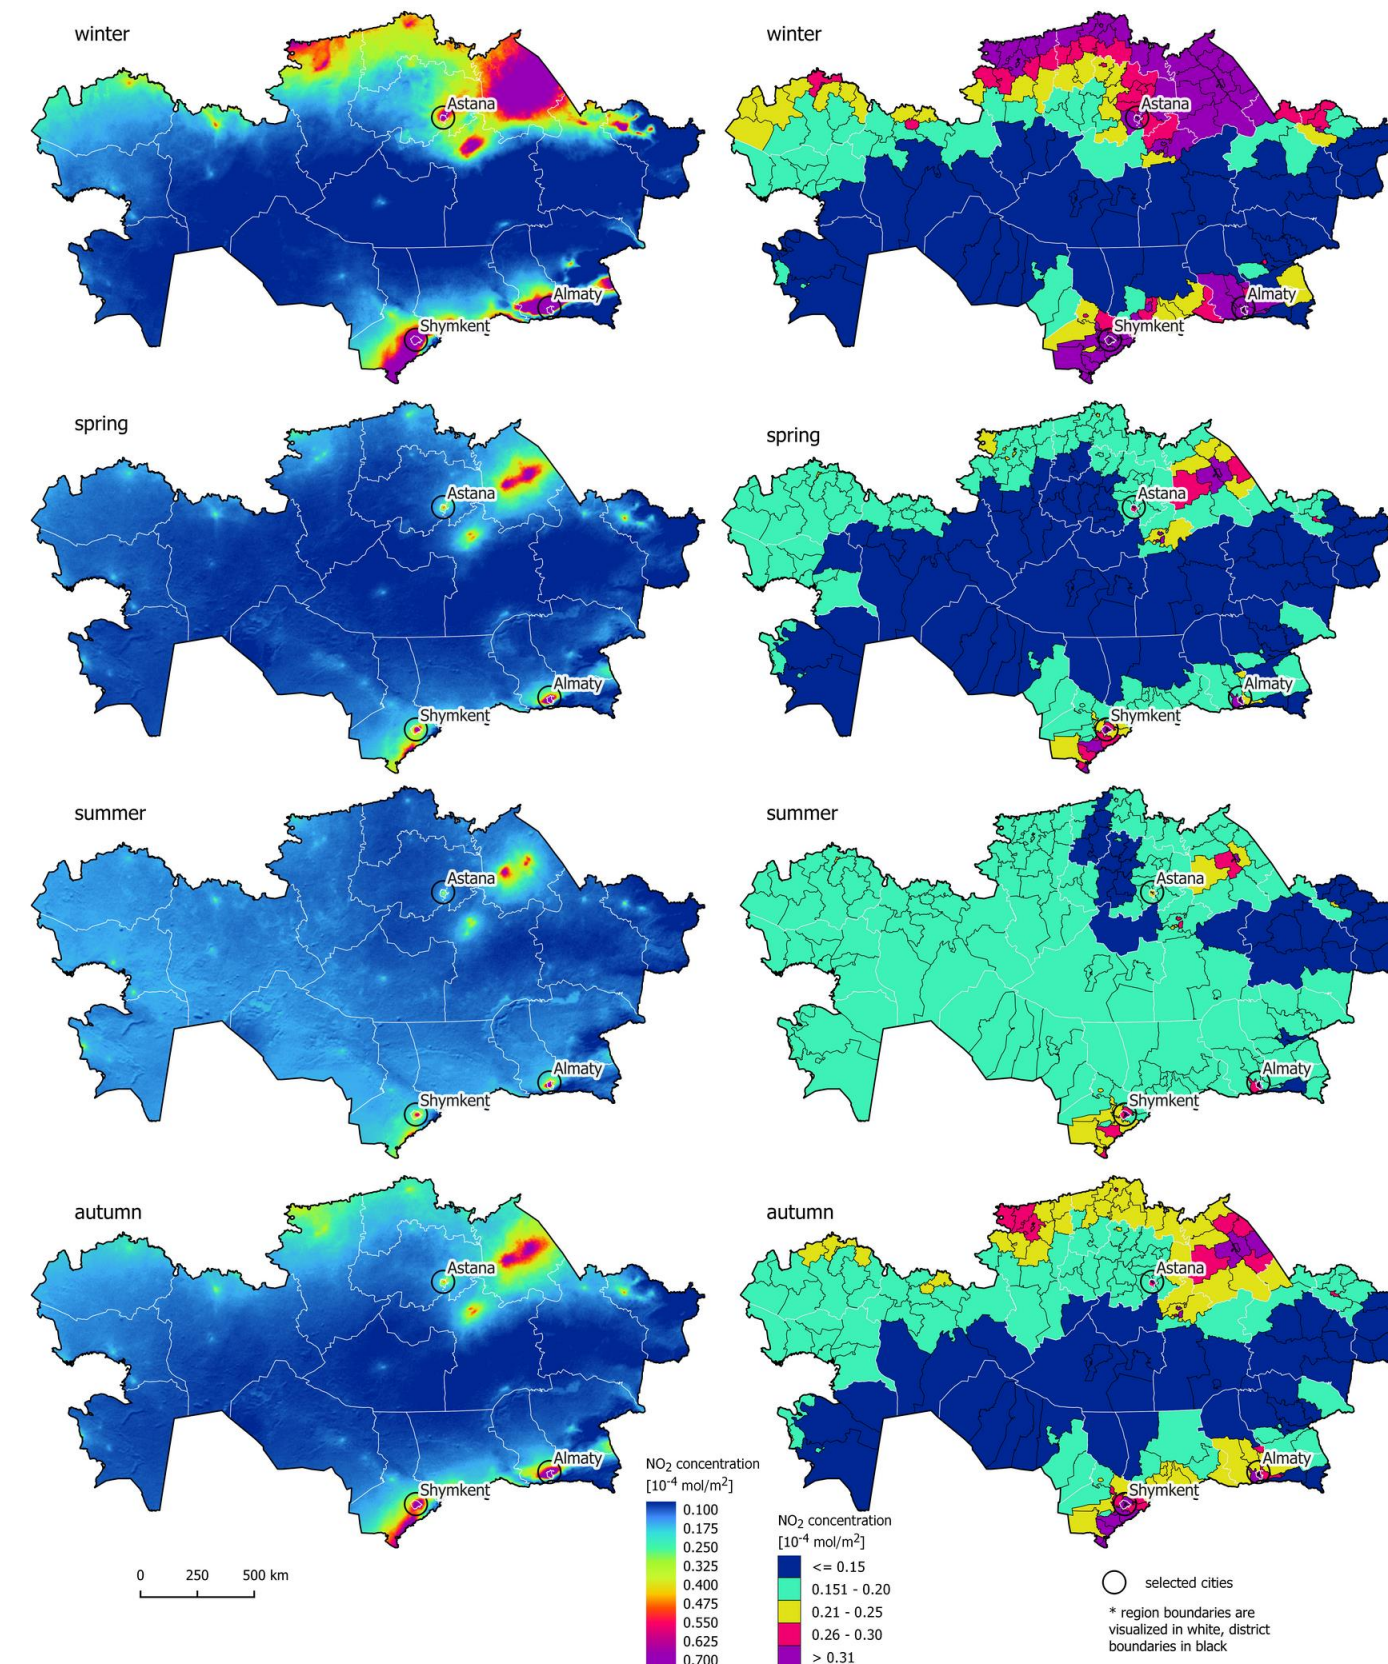 winter
Astana
Almaty
Shymkent
winter
Astana
Almaty
Shymkent
spring
Astana
Almaty
Shymkent
spring
Astana
Almaty
Shymkent
summer
Astana
Almaty
Shymkent
summer
Astana
Almaty
Shymkent
autumn
Astana
Almaty
Shymkent
autumn
Astana
Almaty
Shymkent
0 250 500 km
NO₂ concentration
[10⁻⁴ mol/m²]
0.100
0.175
0.250
0.325
0.400
0.475
0.550
0.625
0.700
NO₂ concentration
[10⁻⁴ mol/m²]
<= 0.15
0.151 - 0.20
0.21 - 0.25
0.26 - 0.30
> 0.31
selected cities
* region boundaries are
visualized in white, district
boundaries in black